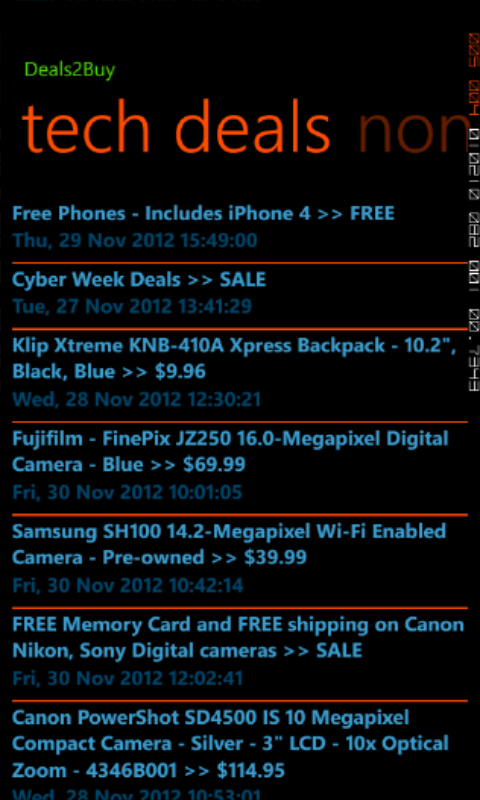 Deals2Buy
tech deals non
Free Phones - Includes iPhone 4 >> FREE
Thu, 29 Nov 2012 15:49:00
Cyber Week Deals >> SALE
Tue, 27 Nov 2012 13:41:29
Klip Xtreme KNB-410A Xpress Backpack - 10.2",
Black, Blue >> $9.96
Wed, 28 Nov 2012 12:30:21
Fujifilm - FinePix JZ250 16.0-Megapixel Digital
Camera - Blue >> $69.99
Fri, 30 Nov 2012 10:01:05
Samsung SH100 14.2-Megapixel Wi-Fi Enabled
Camera - Pre-owned >> $39.99
Fri, 30 Nov 2012 10:42:14
FREE Memory Card and FREE shipping on Canon
Nikon, Sony Digital cameras >> SALE
Fri, 30 Nov 2012 12:02:41
Canon PowerShot SD4500 IS 10 Megapixel
Compact Camera - Silver - 3" LCD - 10x Optical
Zoom - 4346B001 >> $114.95
Wed, 28 Nov 2012 10:53:01